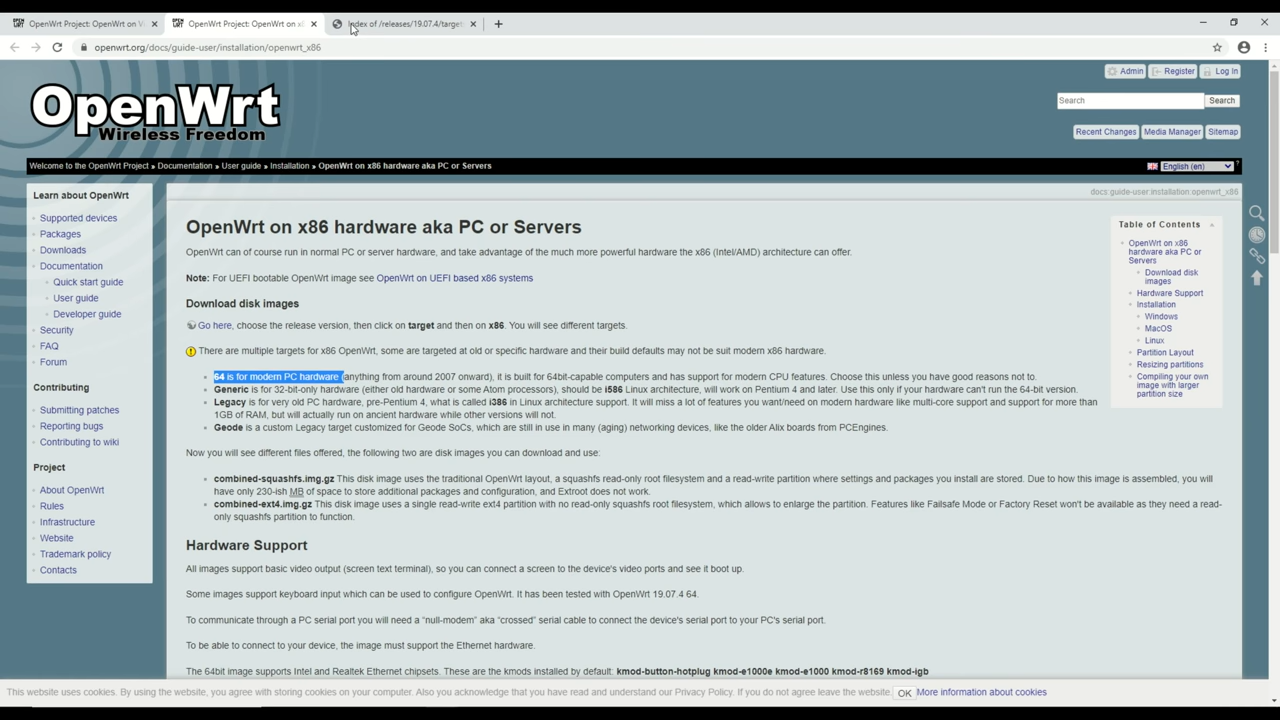 OpenWrt Project: OpenWrt on V
OpenWrt Project: OpenWrt on x8
Index of /releases/19.07.4/target
openwrt.org/docs/guide-user/installation/openwrt_x86
OpenWrt
Wireless Freedom
Admin
Register
Log In
Search
Search
Recent Changes
Media Manager
Sitemap
Welcome to the OpenWrt Project » Documentation » User guide » Installation » OpenWrt on x86 hardware aka PC or Servers
English (en)
?
Learn about OpenWrt
Supported devices
Packages
Downloads
Documentation
Quick start guide
User guide
Developer guide
Security
FAQ
Forum
Contributing
Submitting patches
Reporting bugs
Contributing to wiki
Project
About OpenWrt
Rules
Infrastructure
Website
Trademark policy
Contacts
docs:guide-user:installation:openwrt_x86
OpenWrt on x86 hardware aka PC or Servers
OpenWrt can of course run in normal PC or server hardware, and take advantage of the much more powerful hardware the x86 (Intel/AMD) architecture can offer.
Note: For UEFI bootable OpenWrt image see OpenWrt on UEFI based x86 systems
Download disk images
Go here, choose the release version, then click on target and then on x86. You will see different targets.
There are multiple targets for x86 OpenWrt, some are targeted at old or specific hardware and their build defaults may not be suit modern x86 hardware.
64 is for modern PC hardware (anything from around 2007 onward), it is built for 64bit-capable computers and has support for modern CPU features. Choose this unless you have good reasons not to.
Generic is for 32-bit-only hardware (either old hardware or some Atom processors), should be i586 Linux architecture, will work on Pentium 4 and later. Use this only if your hardware can't run the 64-bit version.
Legacy is for very old PC hardware, pre-Pentium 4, what is called i386 in Linux architecture support. It will miss a lot of features you want/need on modern hardware like multi-core support and support for more than
1GB of RAM, but will actually run on ancient hardware while other versions will not.
Geode is a custom Legacy target customized for Geode SoCs, which are still in use in many (aging) networking devices, like the older Alix boards from PCEngines.
Now you will see different files offered, the following two are disk images you can download and use:
combined-squashfs.img.gz This disk image uses the traditional OpenWrt layout, a squashfs read-only root filesystem and a read-write partition where settings and packages you install are stored. Due to how this image is assembled, you will
have only 230-ish MB of space to store additional packages and configuration, and Extroot does not work.
combined-ext4.img.gz This disk image uses a single read-write ext4 partition with no read-only squashfs root filesystem, which allows to enlarge the partition. Features like Failsafe Mode or Factory Reset won't be available as they need a read-
only squashfs partition to function.
Hardware Support
All images support basic video output (screen text terminal), so you can connect a screen to the device's video ports and see it boot up.
Some images support keyboard input which can be used to configure OpenWrt. It has been tested with OpenWrt 19.07.4 64.
To communicate through a PC serial port you will need a “null-modem” aka “crossed” serial cable to connect the device's serial port to your PC's serial port.
To be able to connect to your device, the image must support the Ethernet hardware.
The 64bit image supports Intel and Realtek Ethernet chipsets. These are the kmods installed by default: kmod-button-hotplug kmod-e1000e kmod-e1000 kmod-r8169 kmod-igb
Table of Contents
OpenWrt on x86
hardware aka PC or
Servers
Download disk
images
Hardware Support
Installation
Windows
MacOS
Linux
Partition Layout
Resizing partitions
Compiling your own
image with larger
partition size
This website uses cookies. By using the website, you agree with storing cookies on your computer. Also you acknowledge that you have read and understand our Privacy Policy. If you do not agree leave the website.
OK
More information about cookies